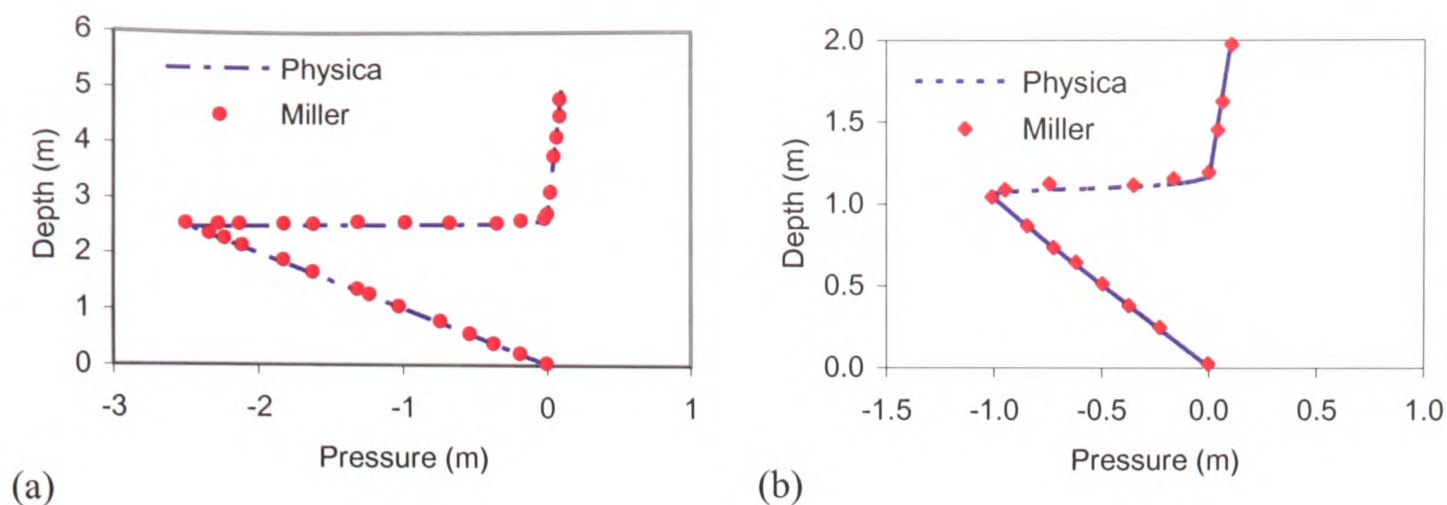 6
5
4
3
2
1
0
Depth (m)
Physica
Miller
-3 -2 -1 0 1
Pressure (m)
(a)
2.0
1.5
1.0
0.5
0.0
Depth (m)
Physica
Miller
-1.5 -1.0 -0.5 0.0 0.5 1.0
Pressure (m)
(b)